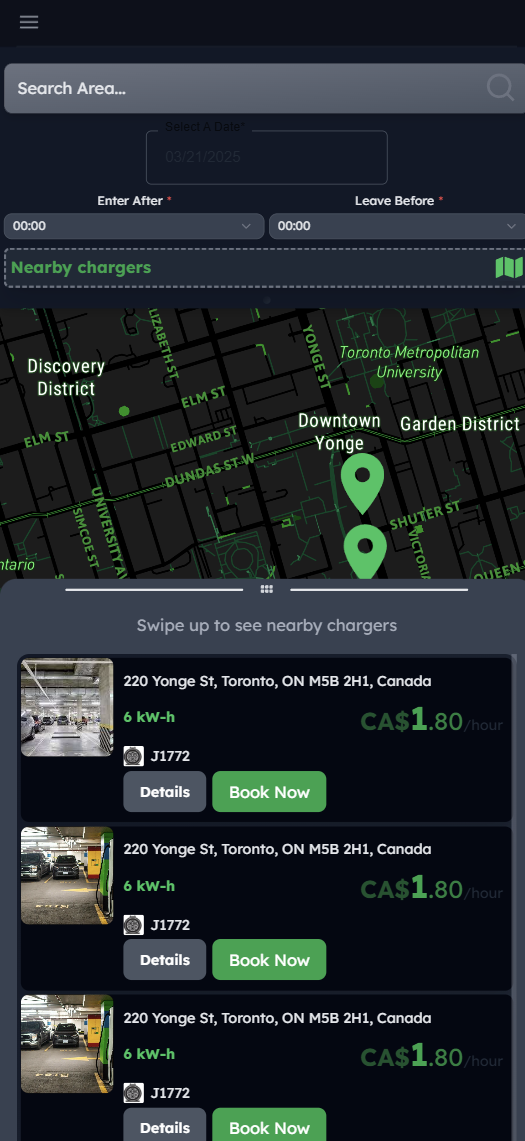 Search Area...
Select A Date*
03/21/2025
Enter After *
Leave Before *
00:00
00:00
Nearby chargers
LIZABETH ST
YONGE ST
Toronto Metropolitan
University
Discovery
District
ELM ST
Downtown
Yonge
Garden District
ELM ST
EDWARD ST
DUNDAS ST W
UNIVERSITY AV
SIMCOE ST
SHUTER ST
VICTORIA
ntario
QUEEN S
Swipe up to see nearby chargers
220 Yonge St, Toronto, ON M5B 2H1, Canada
6 kW-h
CA$1.80/hour
J1772
Details
Book Now
220 Yonge St, Toronto, ON M5B 2H1, Canada
6 kW-h
CA$1.80/hour
J1772
Details
Book Now
220 Yonge St, Toronto, ON M5B 2H1, Canada
6 kW-h
CA$1.80/hour
J1772
Details
Book Now